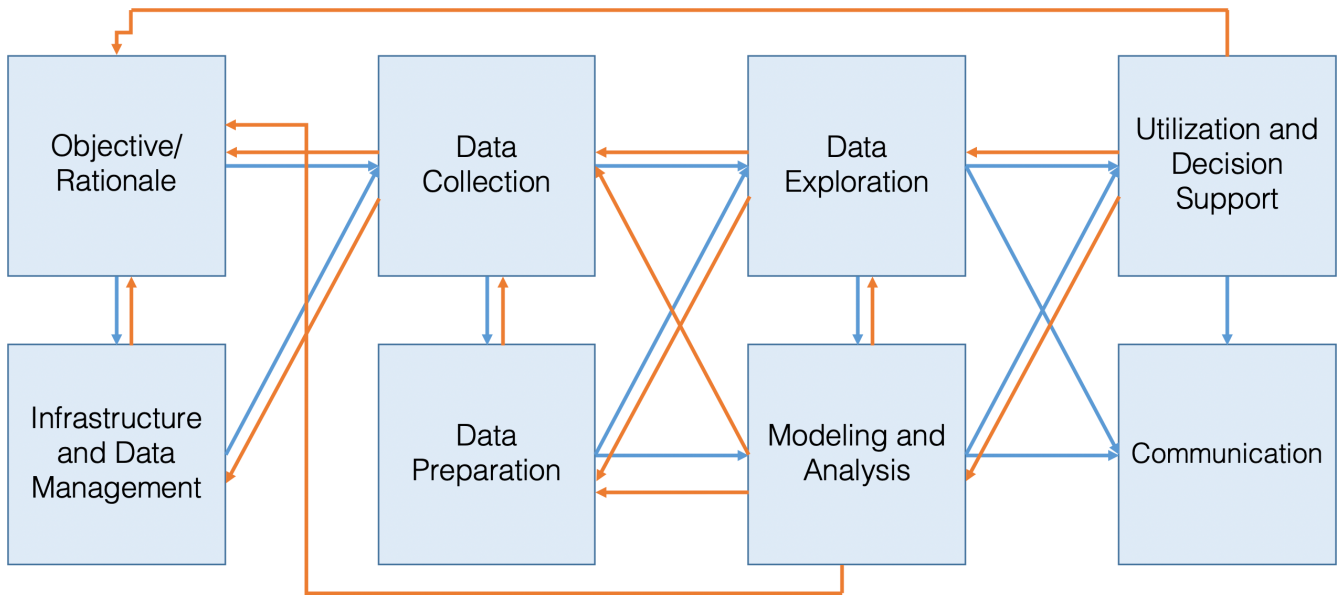 Objective/
Rationale
Data
Collection
Data
Exploration
Utilization and
Decision
Support
Infrastructure
and Data
Management
Data
Preparation
Modeling and
Analysis
Communication